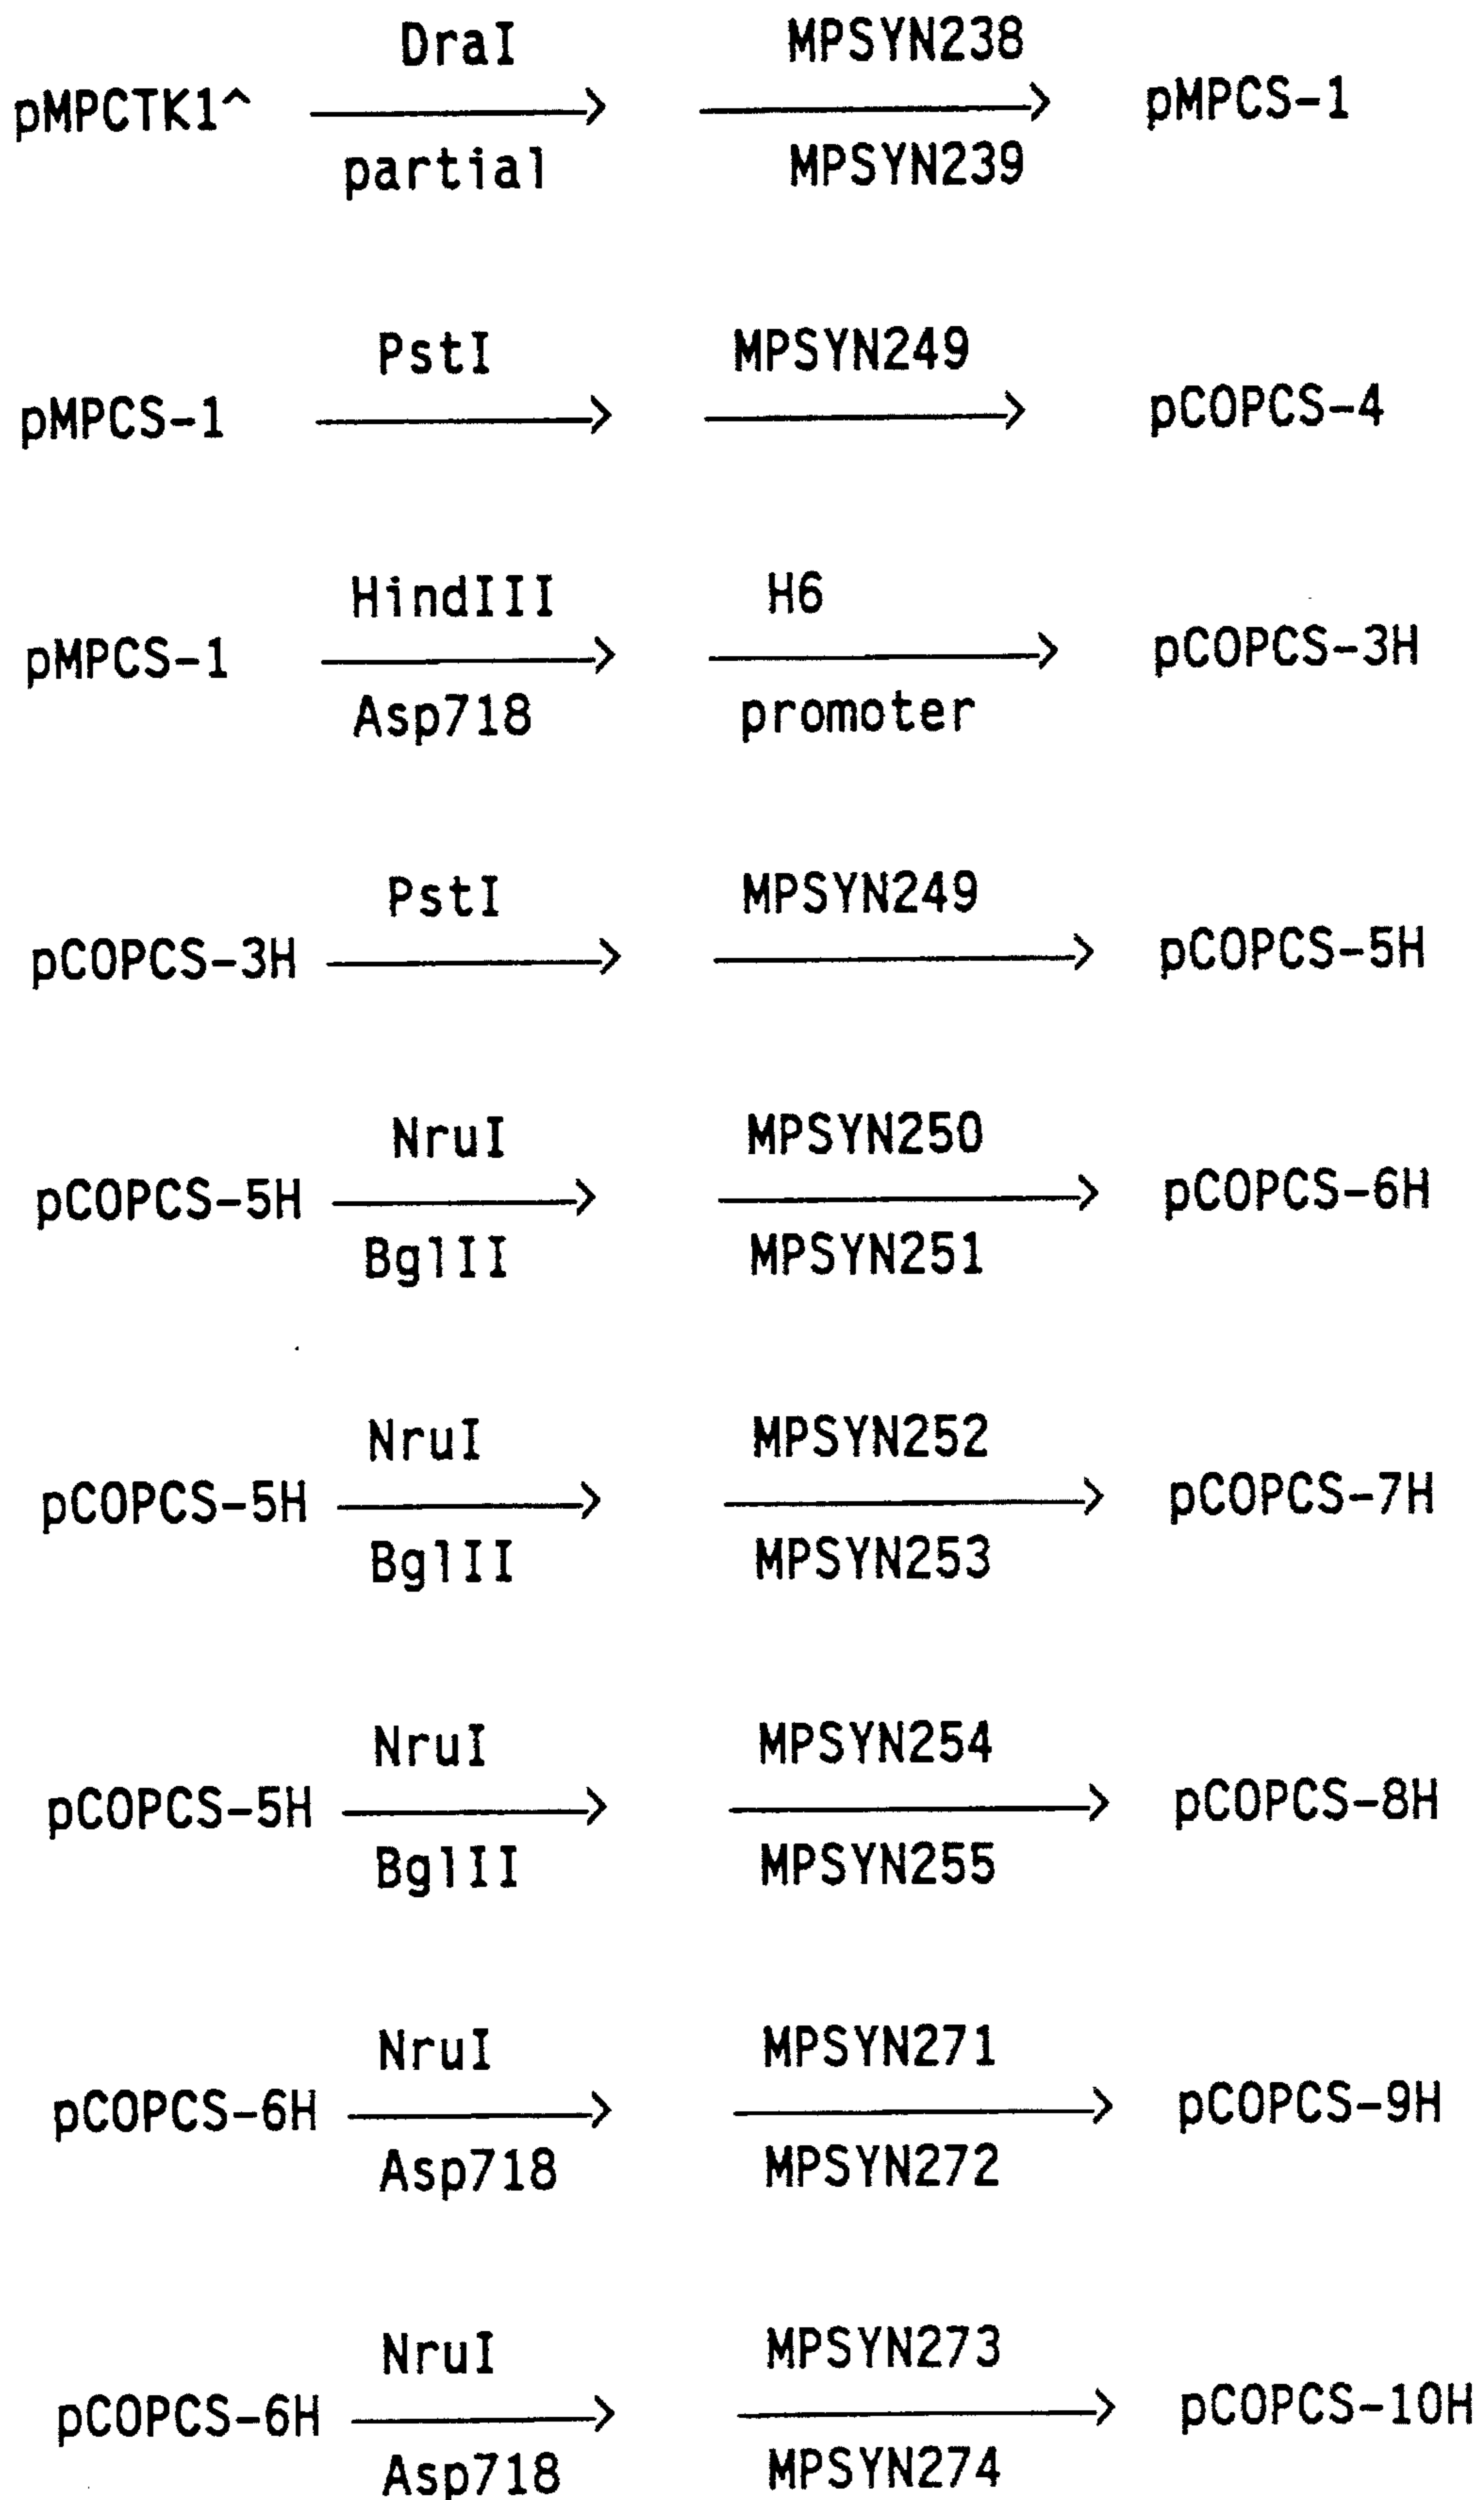 DraI MPSYN238
pMPCTK1^ pMPCS-1
partial MPSYN239
PstI MPSYN249
pMPCS-1 pCOPCS-4
HindIII H6
pMPCS-1 pCOPCS-3H
Asp718 promoter
PstI MPSYN249
pCOPCS-3H pCOPCS-5H
NruI MPSYN250
pCOPCS-5H pCOPCS-6H
BglII MPSYN251
NruI MPSYN252
pCOPCS-5H pCOPCS-7H
BglII MPSYN253
NruI MPSYN254
pCOPCS-5H pCOPCS-8H
BglII MPSYN255
NruI MPSYN271
pCOPCS-6H pCOPCS-9H
Asp718 MPSYN272
NruI MPSYN273
pCOPCS-6H pCOPCS-10H
Asp718 MPSYN274